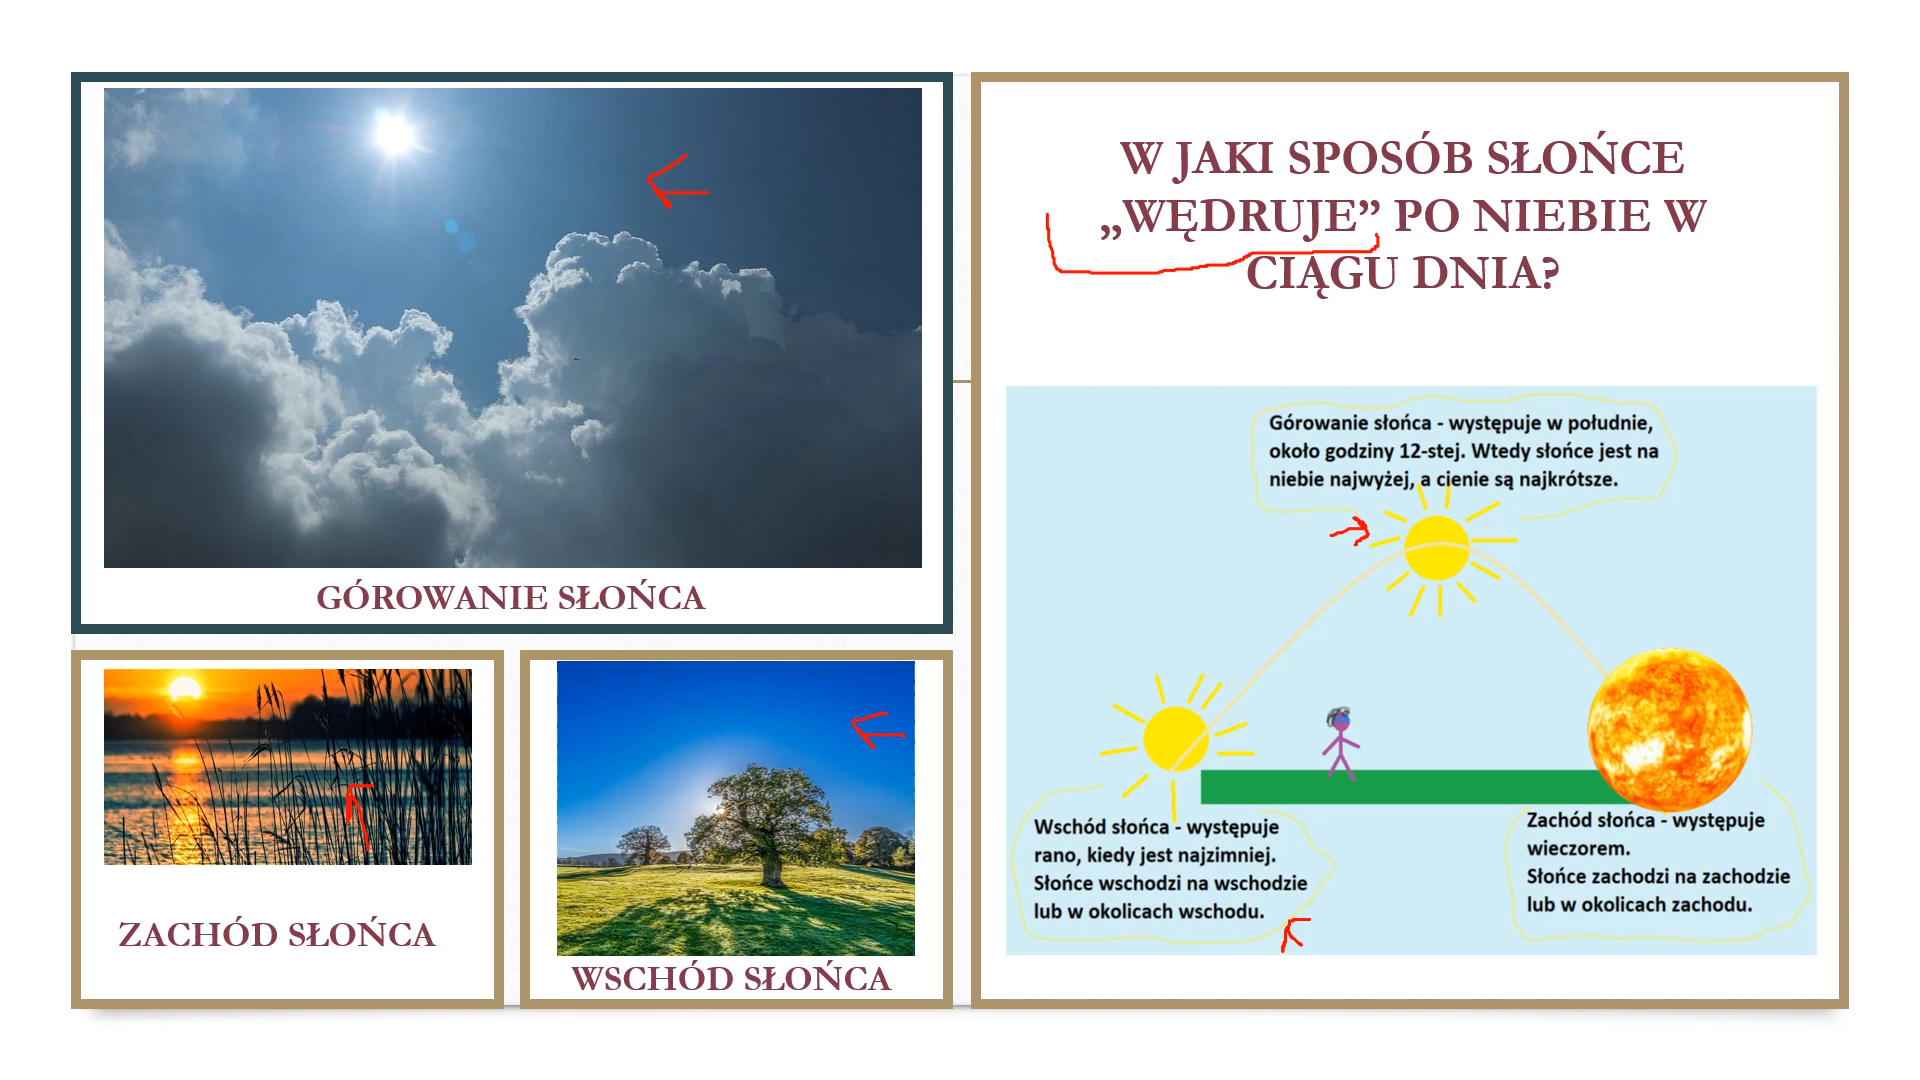 GÓROWANIE SŁOŃCA
ZACHÓD SŁOŃCA
WSCHÓD SŁOŃCA
W JAKI SPOSÓB SŁOŃCE
„WĘDRUJE” PO NIEBIE W
CIĄGU DNIA?
Górowanie słońca - występuje w południe,
około godziny 12-stej. Wtedy słońce jest na
niebie najwyżej, a cienie są najkrótsze.
Wschód słońca - występuje
rano, kiedy jest najzimniej.
Słońce wschodzi na wschodzie
lub w okolicach wschodu.
Zachód słońca - występuje
wieczorem.
Słońce zachodzi na zachodzie
lub w okolicach zachodu.